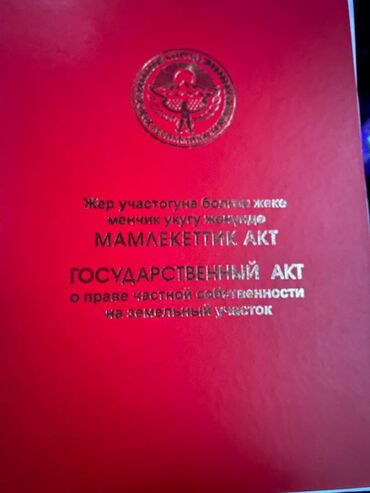 Жер участогуна болгон жеке
менчик укугу жөнүндө
МАМЛЕКЕТТИК АКТ
ГОСУДАРСТВЕННЫЙ АКТ
о праве частной собственности
на земельный участок